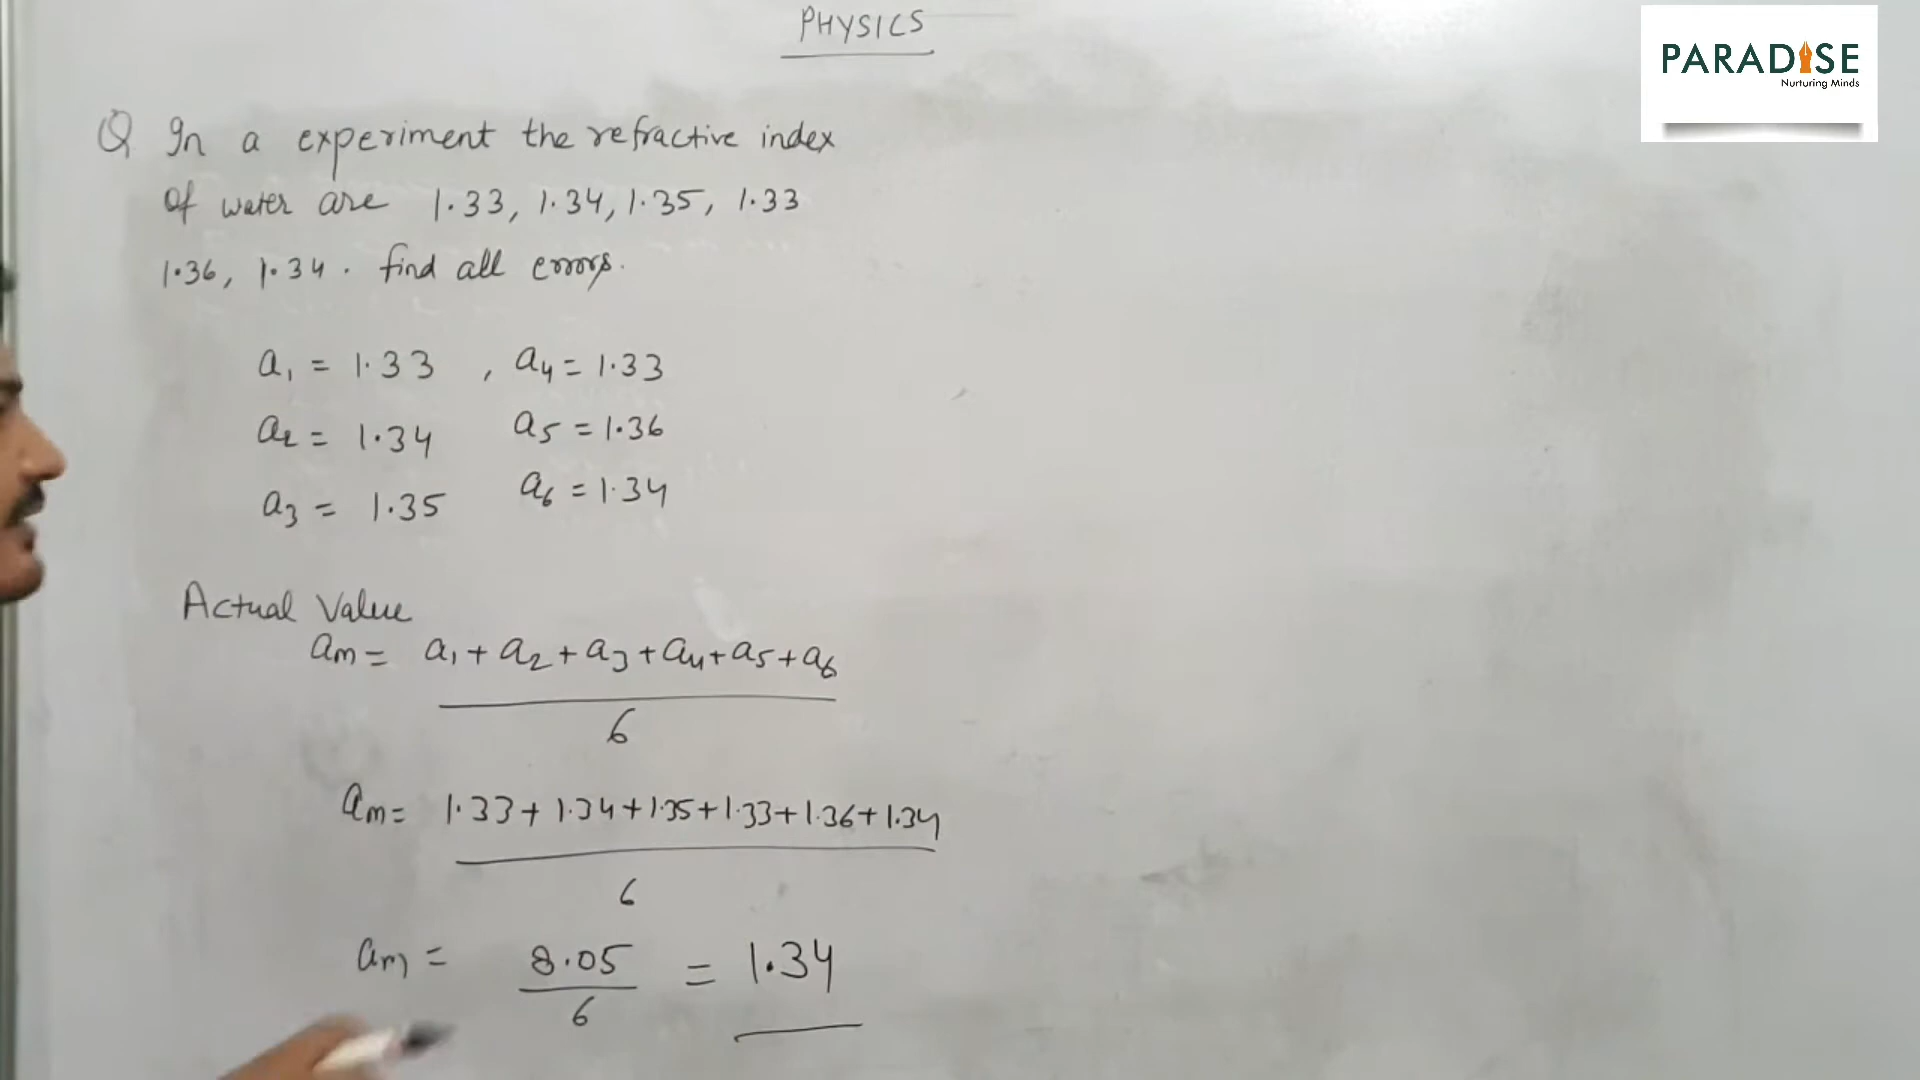 PHYSICS
PARADISE
Nurturing Minds
Q In a experiment the refractive index
of water are 1.33, 1.34, 1.35, 1.33
1.36, 1.34. find all errors.
a₁ = 1.33 , a₄ = 1.33
a₂ = 1.34 a₅ = 1.36
a₃ = 1.35 a₆ = 1.34
Actual Value
am = a₁ + a₂ + a₃ + a₄ + a₅ + a₆
6
am = 1.33 + 1.34 + 1.35 + 1.33 + 1.36 + 1.34
6
am = 8.05 = 1.34
6